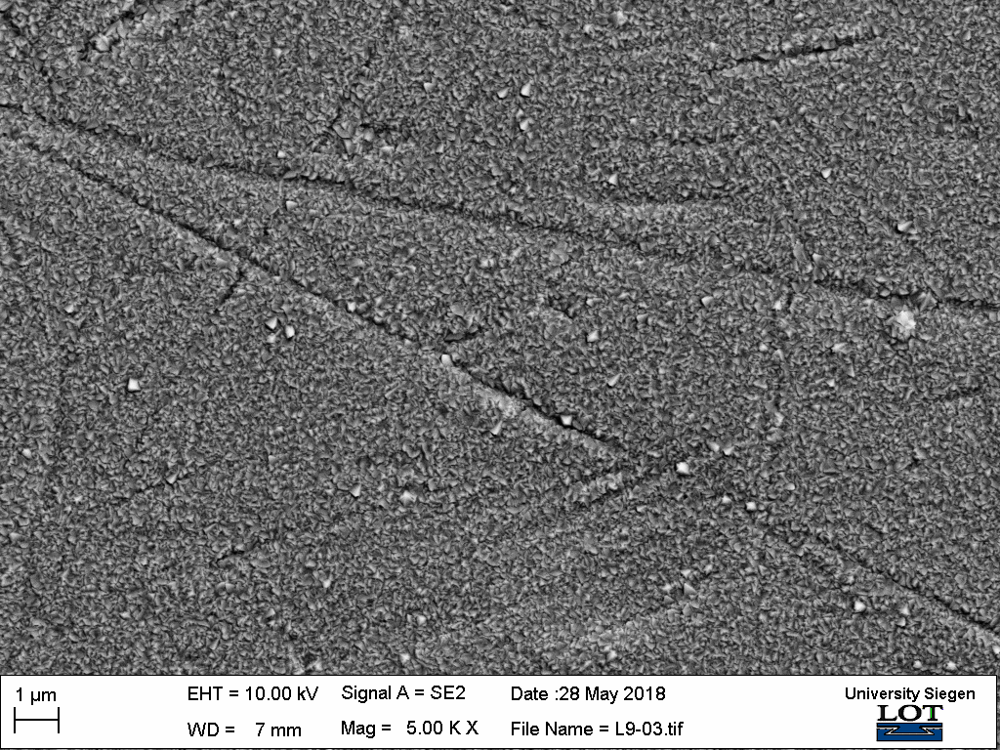 1 µm
EHT = 10.00 kV Signal A = SE2 Date :28 May 2018 University Siegen
WD = 7 mm Mag = 5.00 K X File Name = L9-03.tif LOT